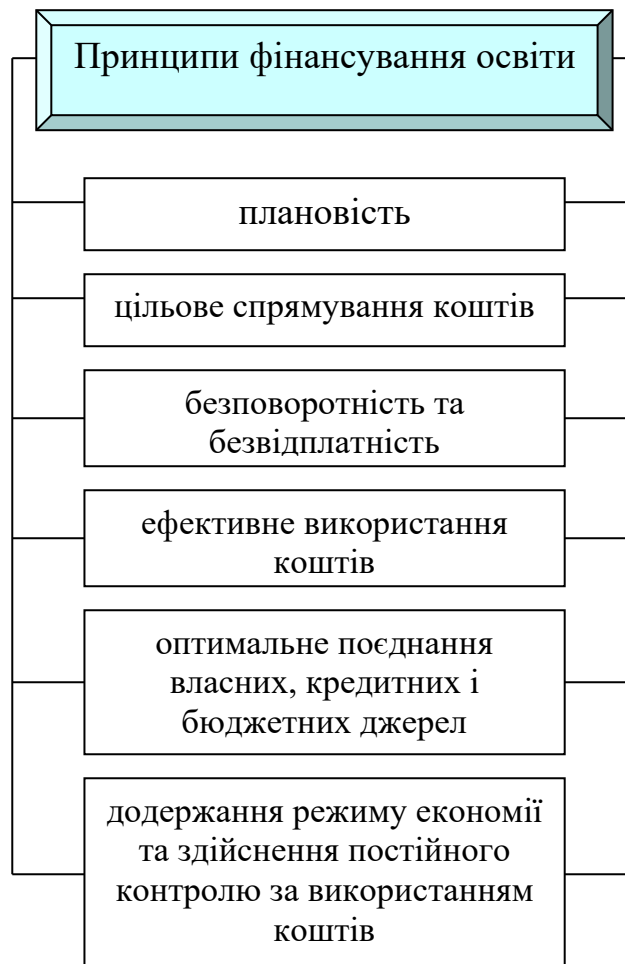 Принципи фінансування освіти
плановість
цільове спрямування коштів
безповоротність та
безвідплатність
ефективне використання
коштів
оптимальне поєднання
власних, кредитних і
бюджетних джерел
додержання режиму економії
та здійснення постійного
контролю за використанням
коштів